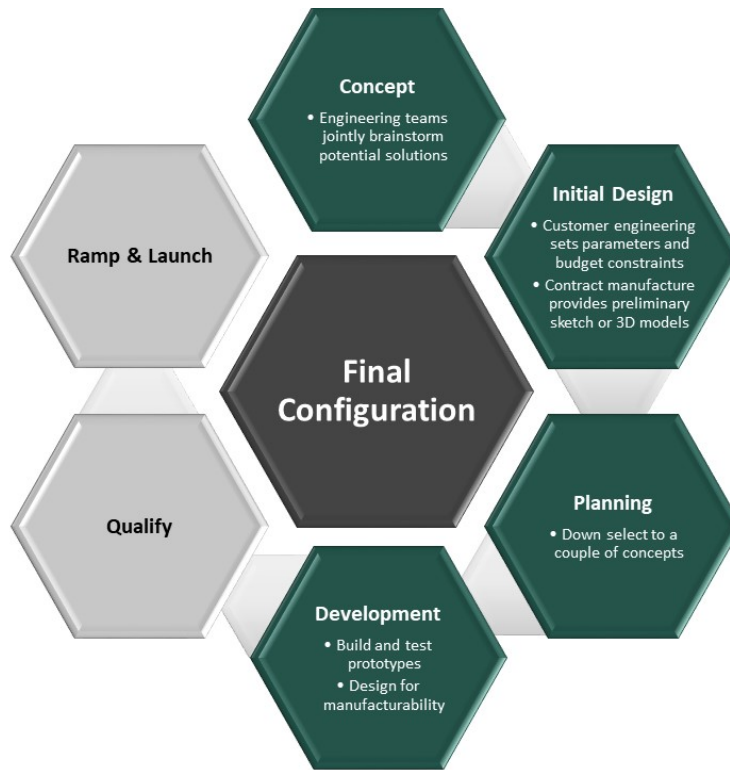 Concept
• Engineering teams
jointly brainstorm
potential solutions
Initial Design
• Customer engineering
sets parameters and
budget constraints
• Contract manufacture
provides preliminary
sketch or 3D models
Planning
• Down select to a
couple of concepts
Development
• Build and test
prototypes
• Design for
manufacturability
Qualify
Ramp & Launch
Final
Configuration